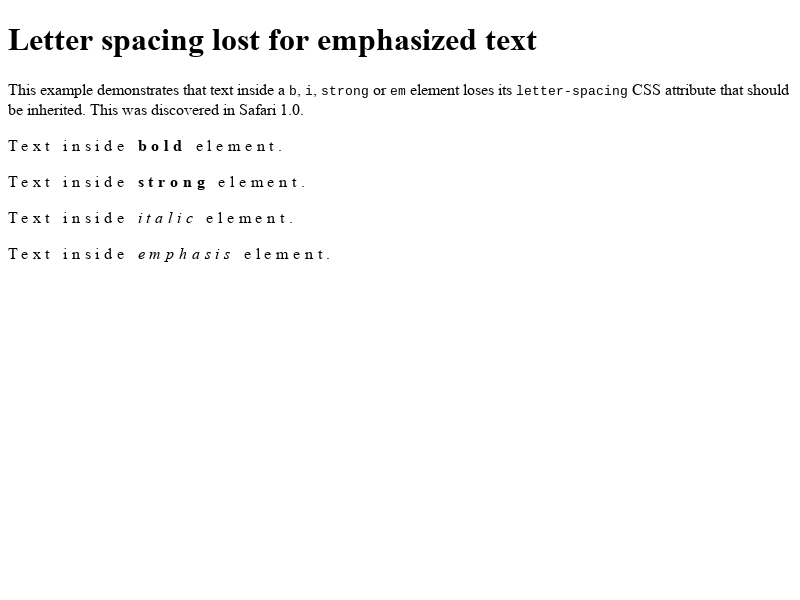 Letter spacing lost for emphasized text
This example demonstrates that text inside a b, i, strong or em element loses its letter-spacing CSS attribute that should
be inherited. This was discovered in Safari 1.0.
Text inside bold element.
Text inside strong element.
Text inside italic element.
Text inside emphasis element.